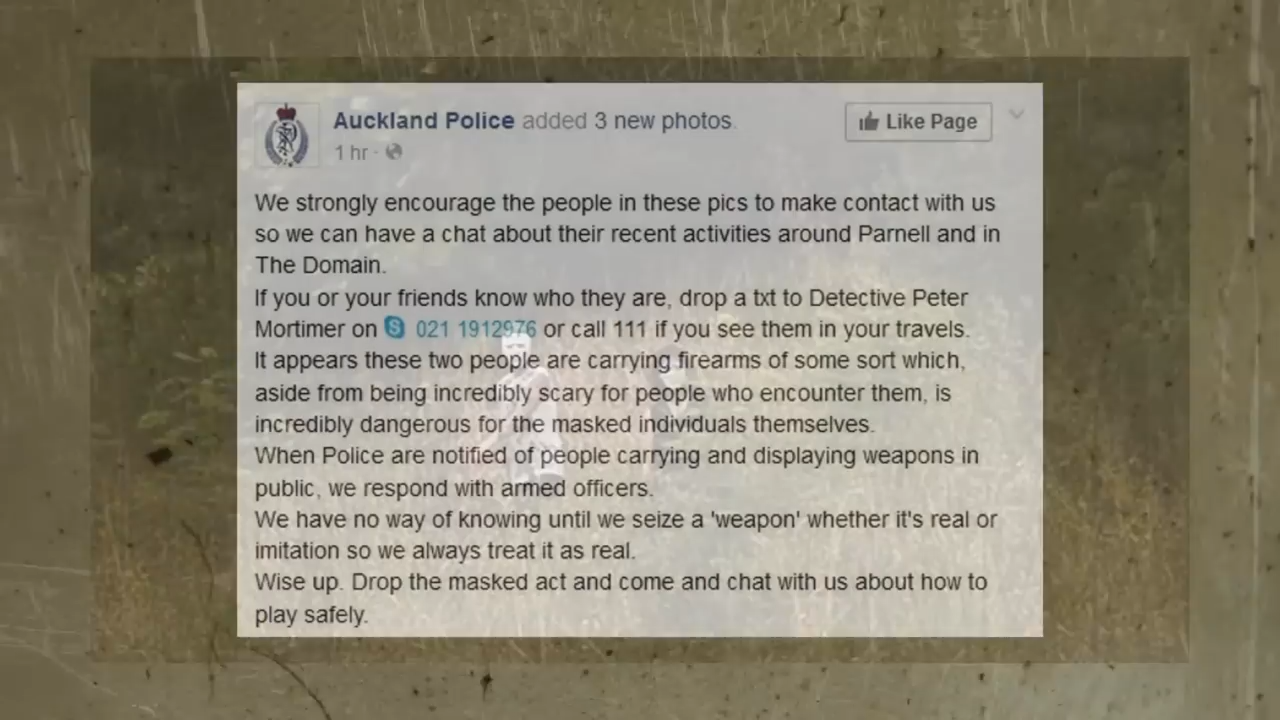 Auckland Police added 3 new photos.
Like Page
1 hr ·
We strongly encourage the people in these pics to make contact with us
so we can have a chat about their recent activities around Parnell and in
The Domain.
If you or your friends know who they are, drop a txt to Detective Peter
Mortimer on 021 1912976 or call 111 if you see them in your travels.
It appears these two people are carrying firearms of some sort which,
aside from being incredibly scary for people who encounter them, is
incredibly dangerous for the masked individuals themselves.
When Police are notified of people carrying and displaying weapons in
public, we respond with armed officers.
We have no way of knowing until we seize a 'weapon' whether it's real or
imitation so we always treat it as real.
Wise up. Drop the masked act and come and chat with us about how to
play safely.